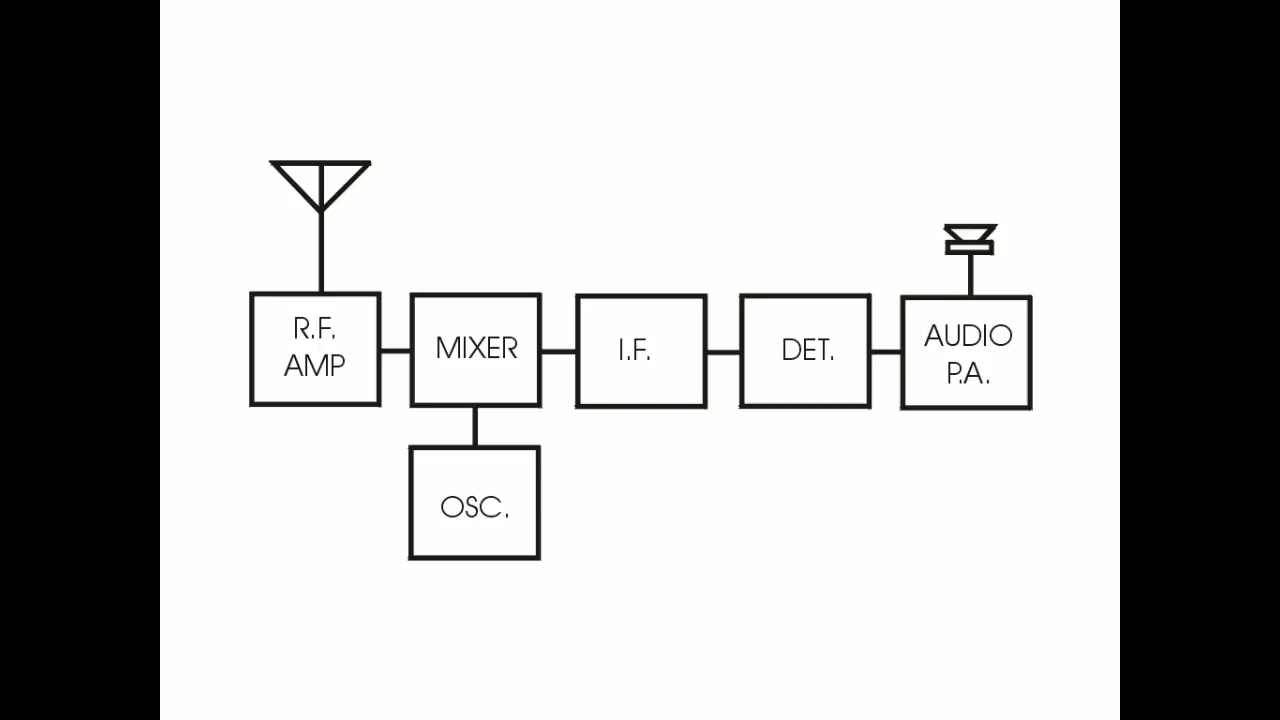 R.F.
AMP
MIXER
I.F.
DET.
AUDIO
P.A.
OSC.